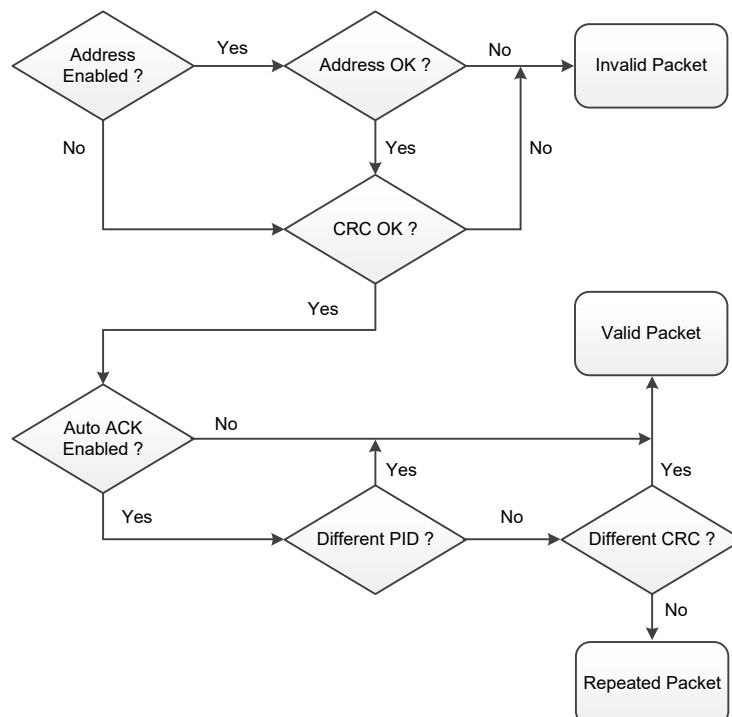 Address
Enabled ?
Yes
Address OK ?
No
Invalid Packet
No
Yes
No
CRC OK ?
Yes
Valid Packet
Auto ACK
Enabled ?
No
Yes
Yes
Yes
Different PID ?
No
Different CRC ?
No
Repeated Packet